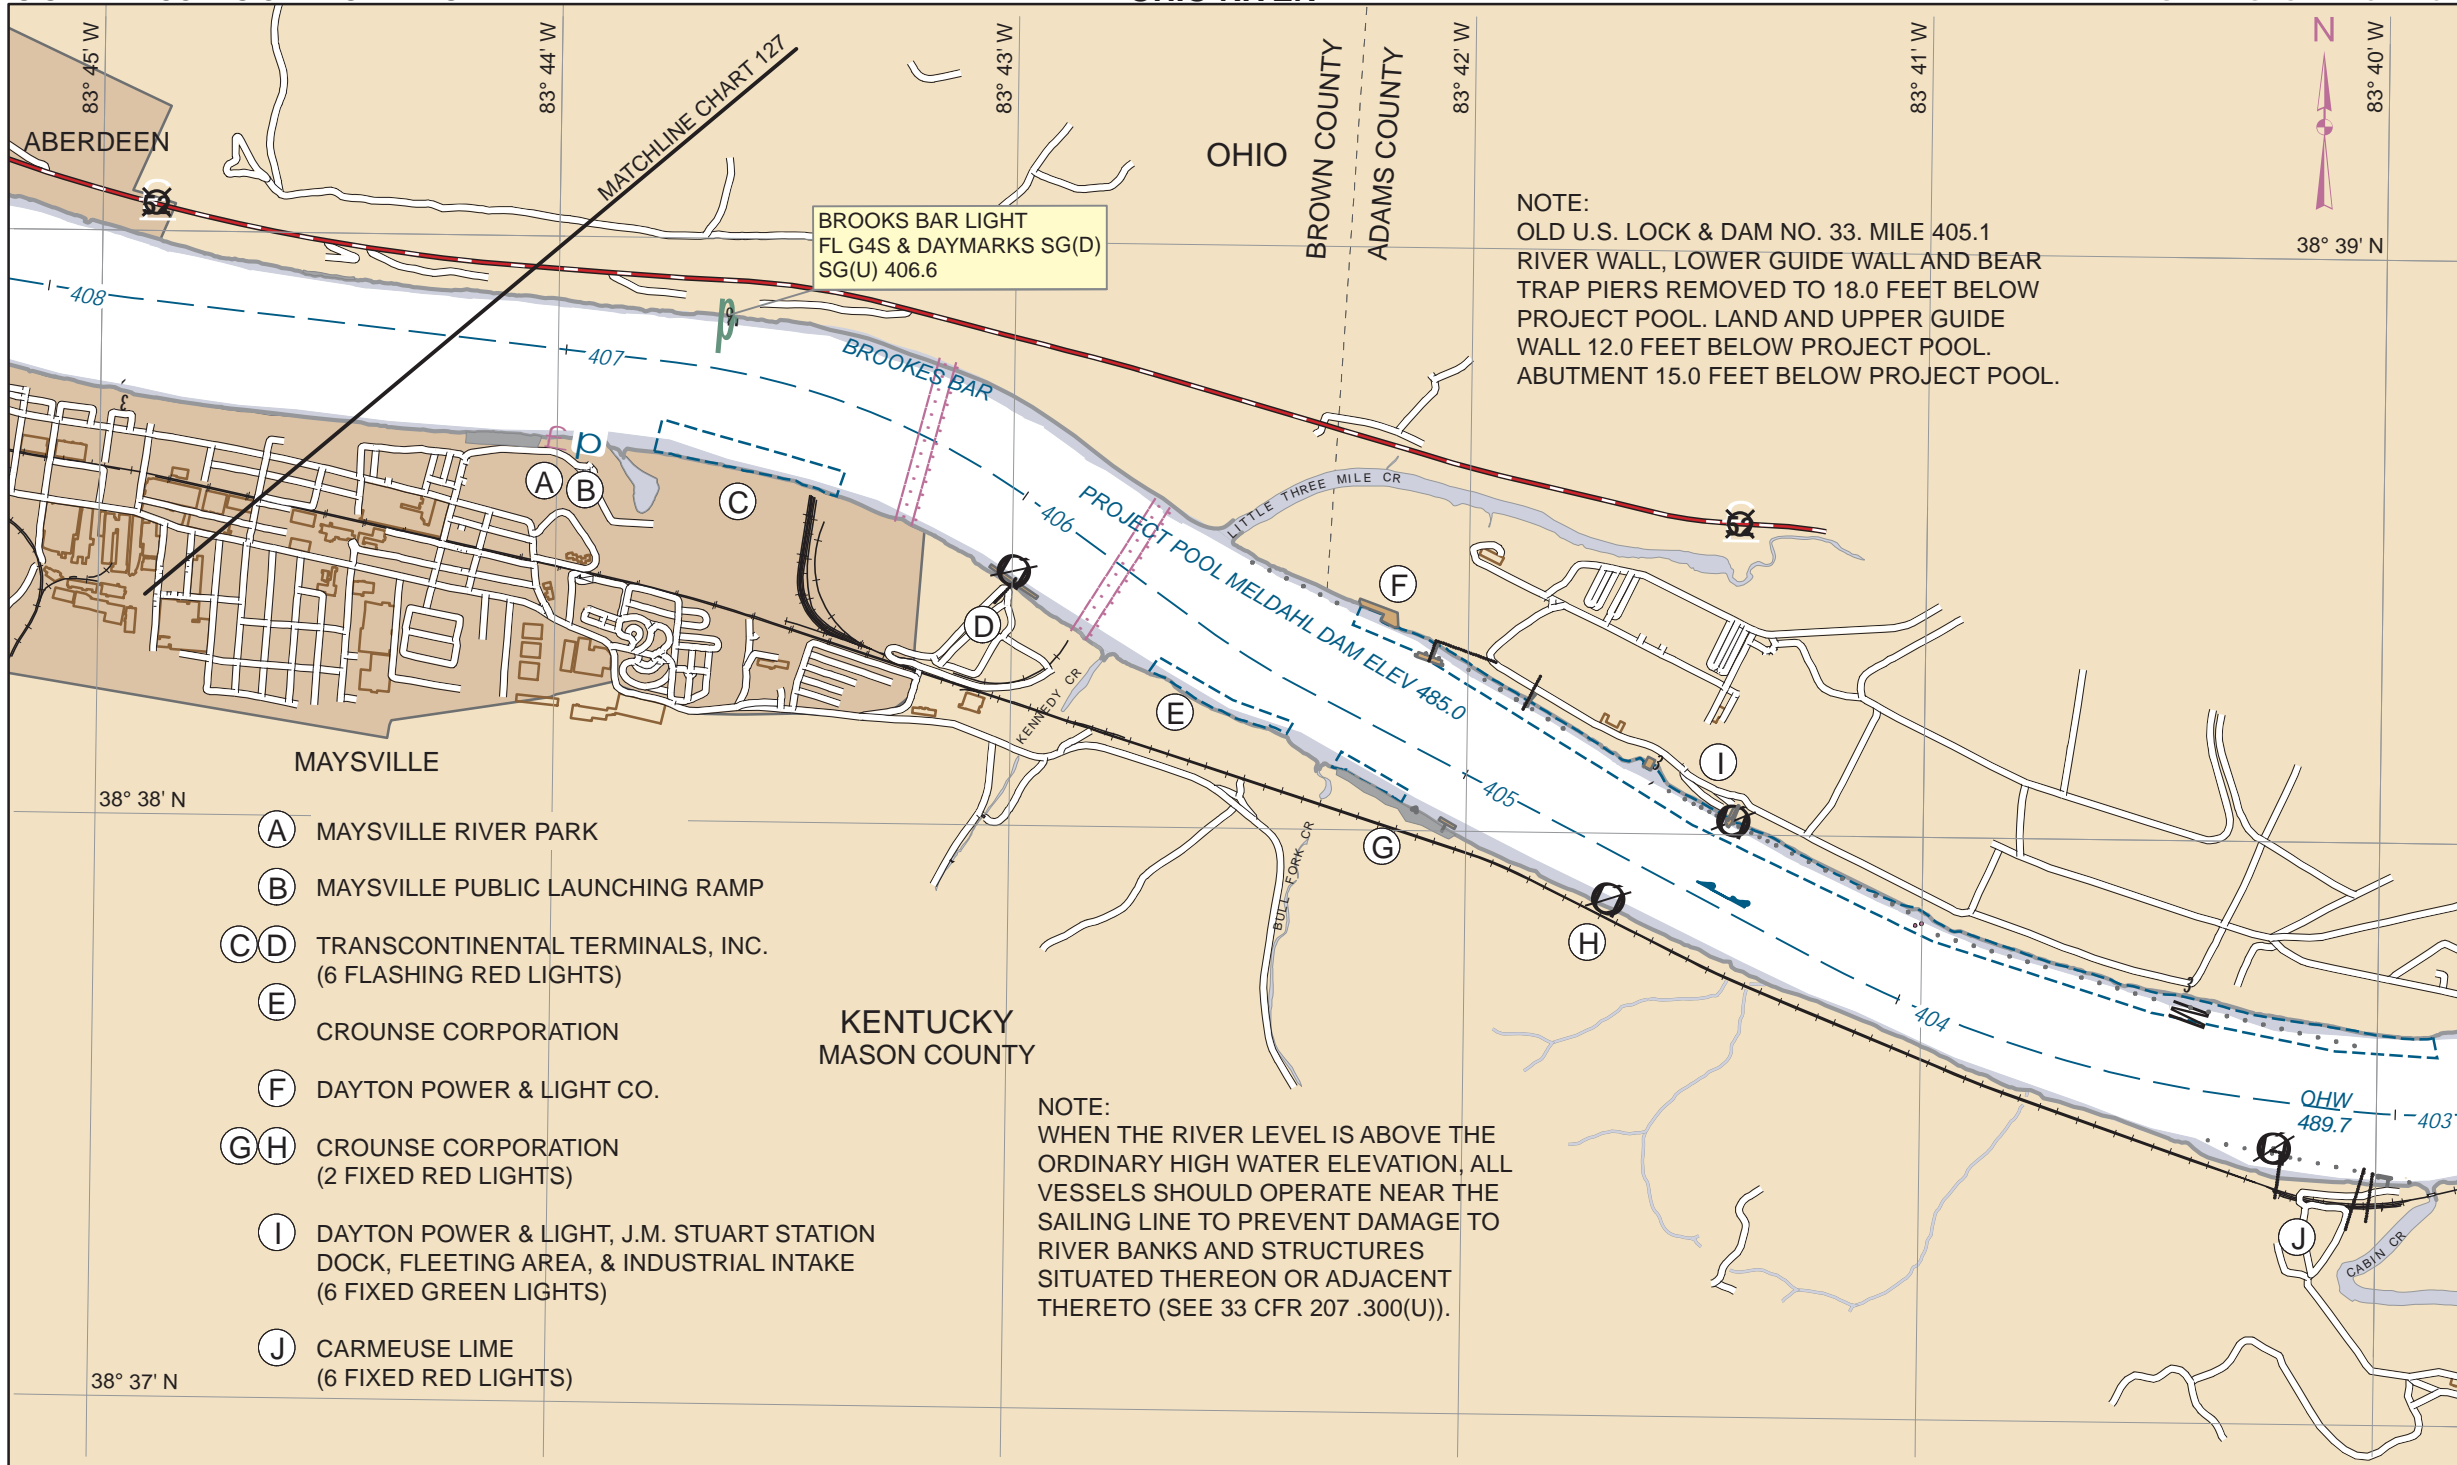 83° 45' W
83° 44' W
83° 43' W
83° 42' W
83° 41' W
83° 40' W
N
ABERDEEN
MATCHLINE CHART 127
OHIO
BROWN COUNTY
ADAMS COUNTY
52
BROOKS BAR LIGHT
FL G4S & DAYMARKS SG(D)
SG(U) 406.6
NOTE:
OLD U.S. LOCK & DAM NO. 33. MILE 405.1
RIVER WALL, LOWER GUIDE WALL AND BEAR
TRAP PIERS REMOVED TO 18.0 FEET BELOW
PROJECT POOL. LAND AND UPPER GUIDE
WALL 12.0 FEET BELOW PROJECT POOL.
ABUTMENT 15.0 FEET BELOW PROJECT POOL.
38° 39' N
408
407
BROOKES BAR
406
PROJECT POOL MELDAHL DAM ELEV 485.0
LITTLE THREE MILE CR
52
A
B
C
D
E
F
G
H
I
J
KENNEDY CR
BULL FORK CR
405
404
OHW
489.7
403
CABIN CR
MAYSVILLE
38° 38' N
A MAYSVILLE RIVER PARK
B MAYSVILLE PUBLIC LAUNCHING RAMP
C D TRANSCONTINENTAL TERMINALS, INC.
(6 FLASHING RED LIGHTS)
E
CROUNSE CORPORATION
F DAYTON POWER & LIGHT CO.
G H CROUNSE CORPORATION
(2 FIXED RED LIGHTS)
I DAYTON POWER & LIGHT, J.M. STUART STATION
DOCK, FLEETING AREA, & INDUSTRIAL INTAKE
(6 FIXED GREEN LIGHTS)
J CARMEUSE LIME
(6 FIXED RED LIGHTS)
38° 37' N
KENTUCKY
MASON COUNTY
NOTE:
WHEN THE RIVER LEVEL IS ABOVE THE
ORDINARY HIGH WATER ELEVATION, ALL
VESSELS SHOULD OPERATE NEAR THE
SAILING LINE TO PREVENT DAMAGE TO
RIVER BANKS AND STRUCTURES
SITUATED THEREON OR ADJACENT
THERETO (SEE 33 CFR 207 .300(U)).